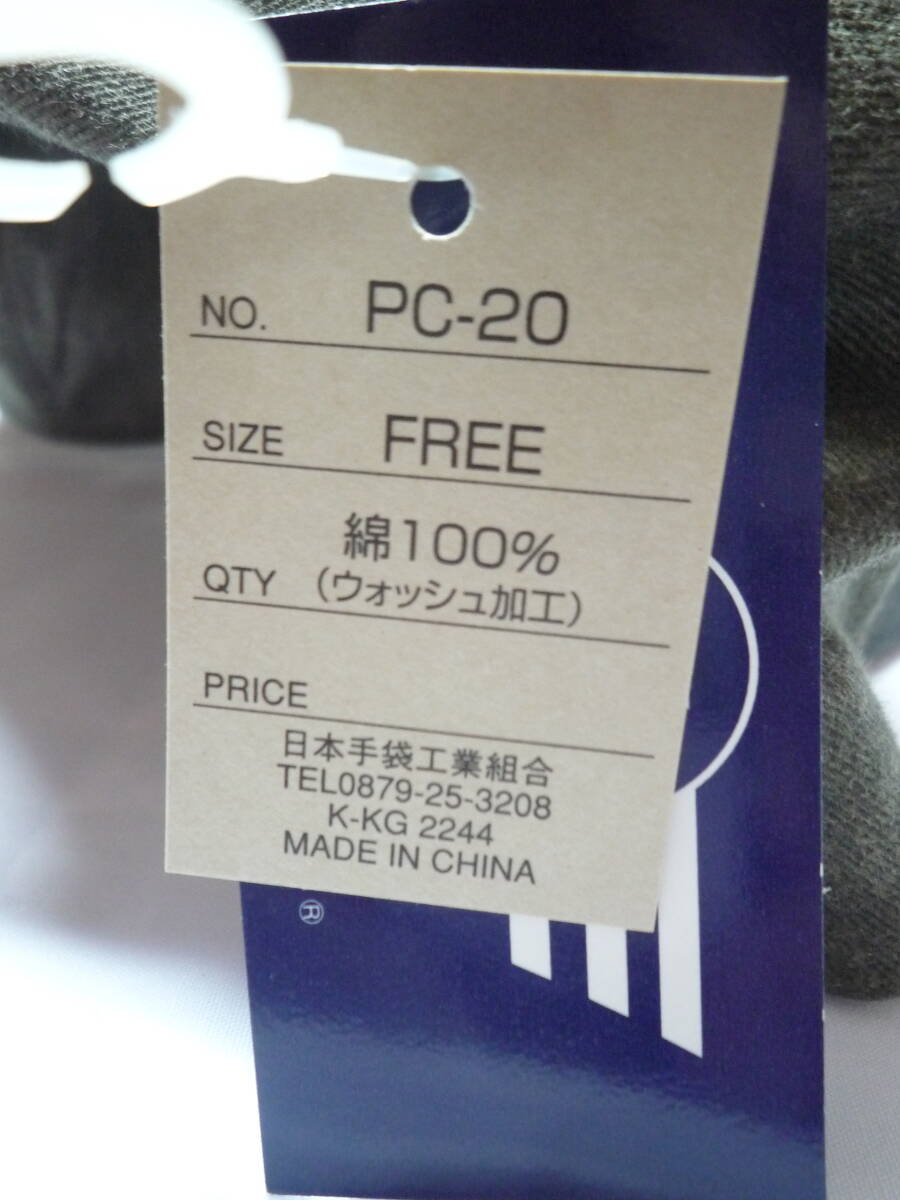 NO. PC-20
SIZE FREE
綿100%
QTY (ウォッシュ加工)
PRICE
日本手袋工業組合
TEL0879-25-3208
K-KG 2244
MADE IN CHINA
®